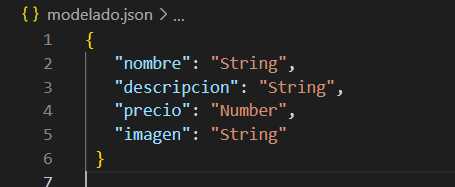 { } modelado.json > ...
1 {
2 "nombre": "String",
3 "descripcion": "String",
4 "precio": "Number",
5 "imagen": "String"
6 }
7